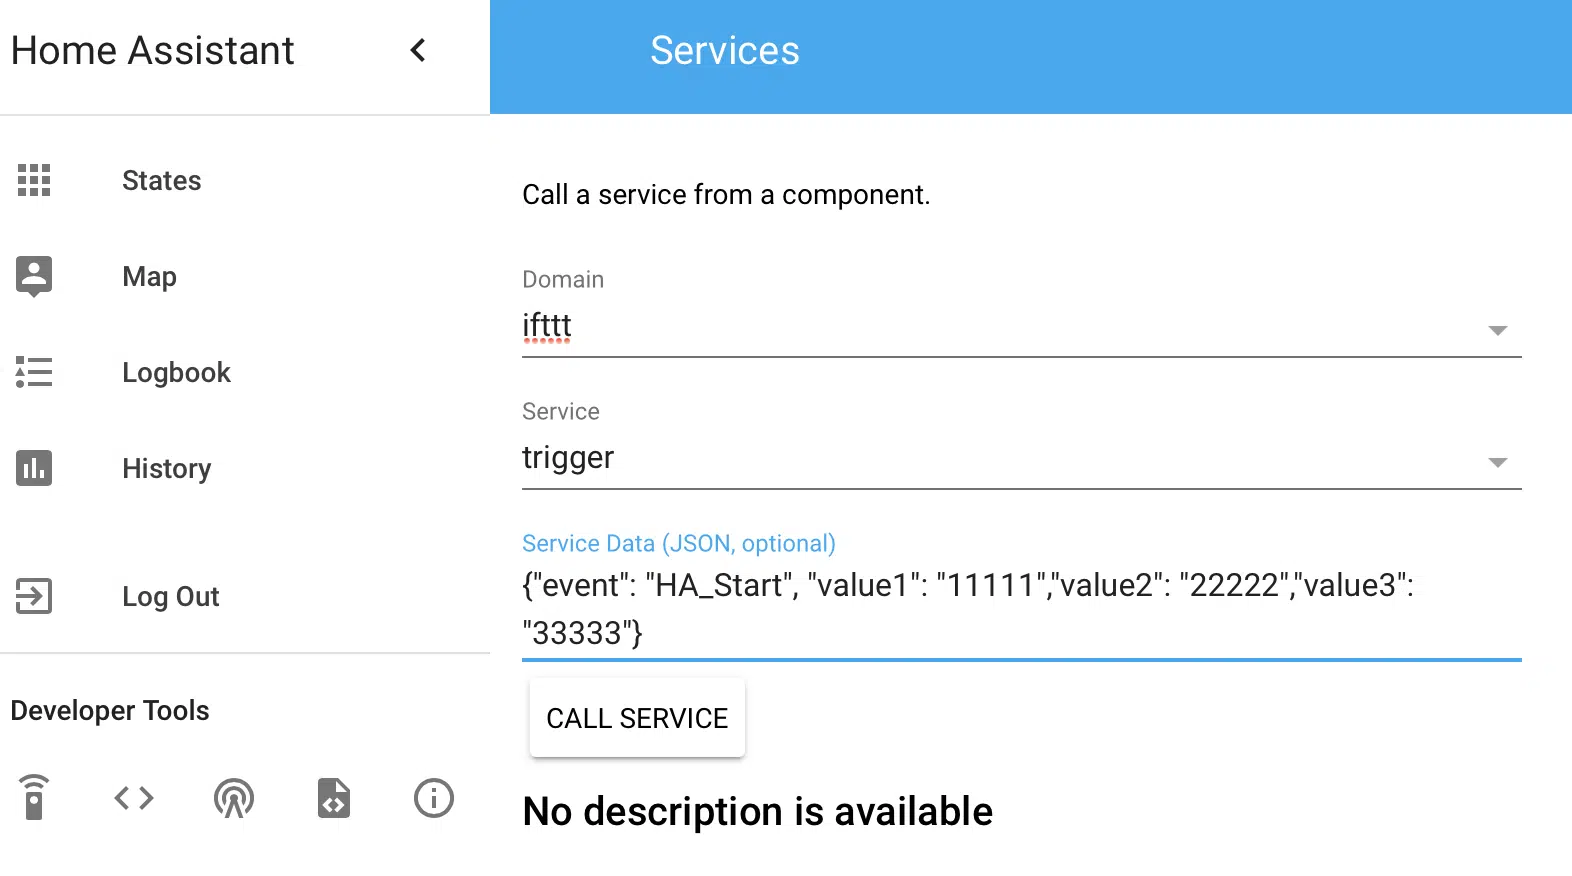 Home Assistant
Services
States
Map
Logbook
History
Log Out
Developer Tools
Call a service from a component.
Domain
ifttt
Service
trigger
Service Data (JSON, optional)
{"event": "HA_Start", "value1": "11111","value2": "22222","value3":
"33333"}
CALL SERVICE
No description is available